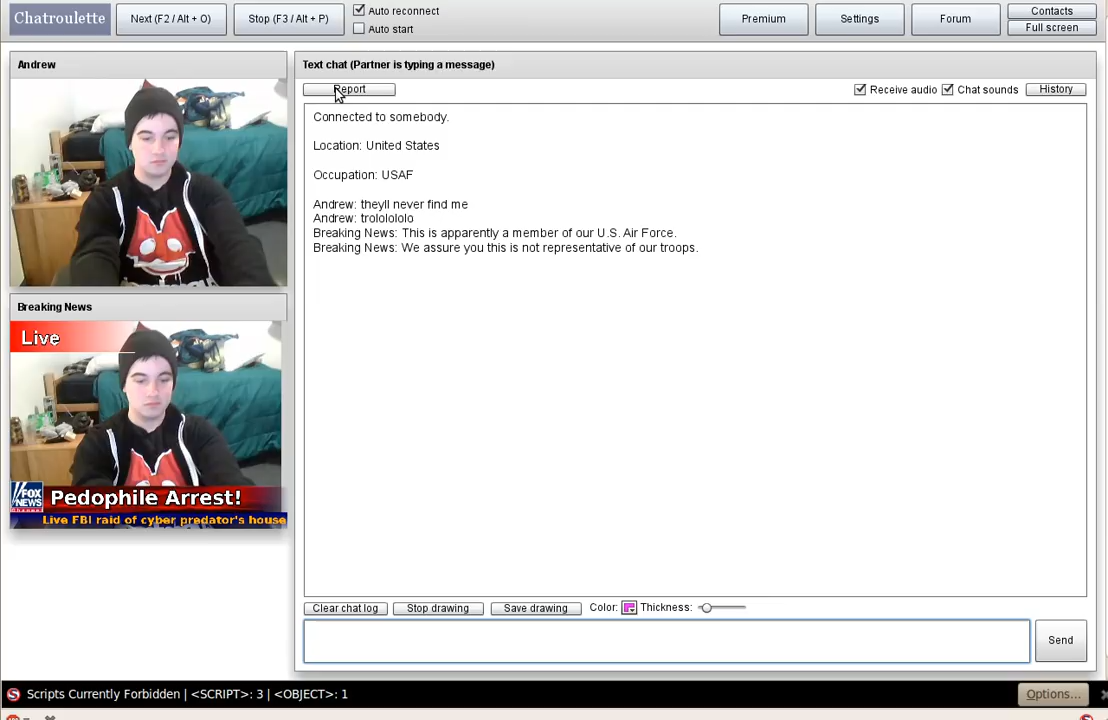 Chatroulette
Next (F2 / Alt + O)
Stop (F3 / Alt + P)
Auto reconnect
Auto start
Premium
Settings
Forum
Contacts
Full screen
Andrew
Text chat (Partner is typing a message)
Report
Receive audio
Chat sounds
History
Connected to somebody.
Location: United States
Occupation: USAF
Andrew: theyll never find me
Andrew: trolololololo
Breaking News: This is apparently a member of our U.S. Air Force.
Breaking News: We assure you this is not representative of our troops.
Breaking News
Live
FOX
NEWS
Channel
Pedophile Arrest!
Live FBI raid of cyber predator's house
Clear chat log
Stop drawing
Save drawing
Color:
Thickness:
Send
Scripts Currently Forbidden | <SCRIPT>: 3 | <OBJECT>: 1
Options...